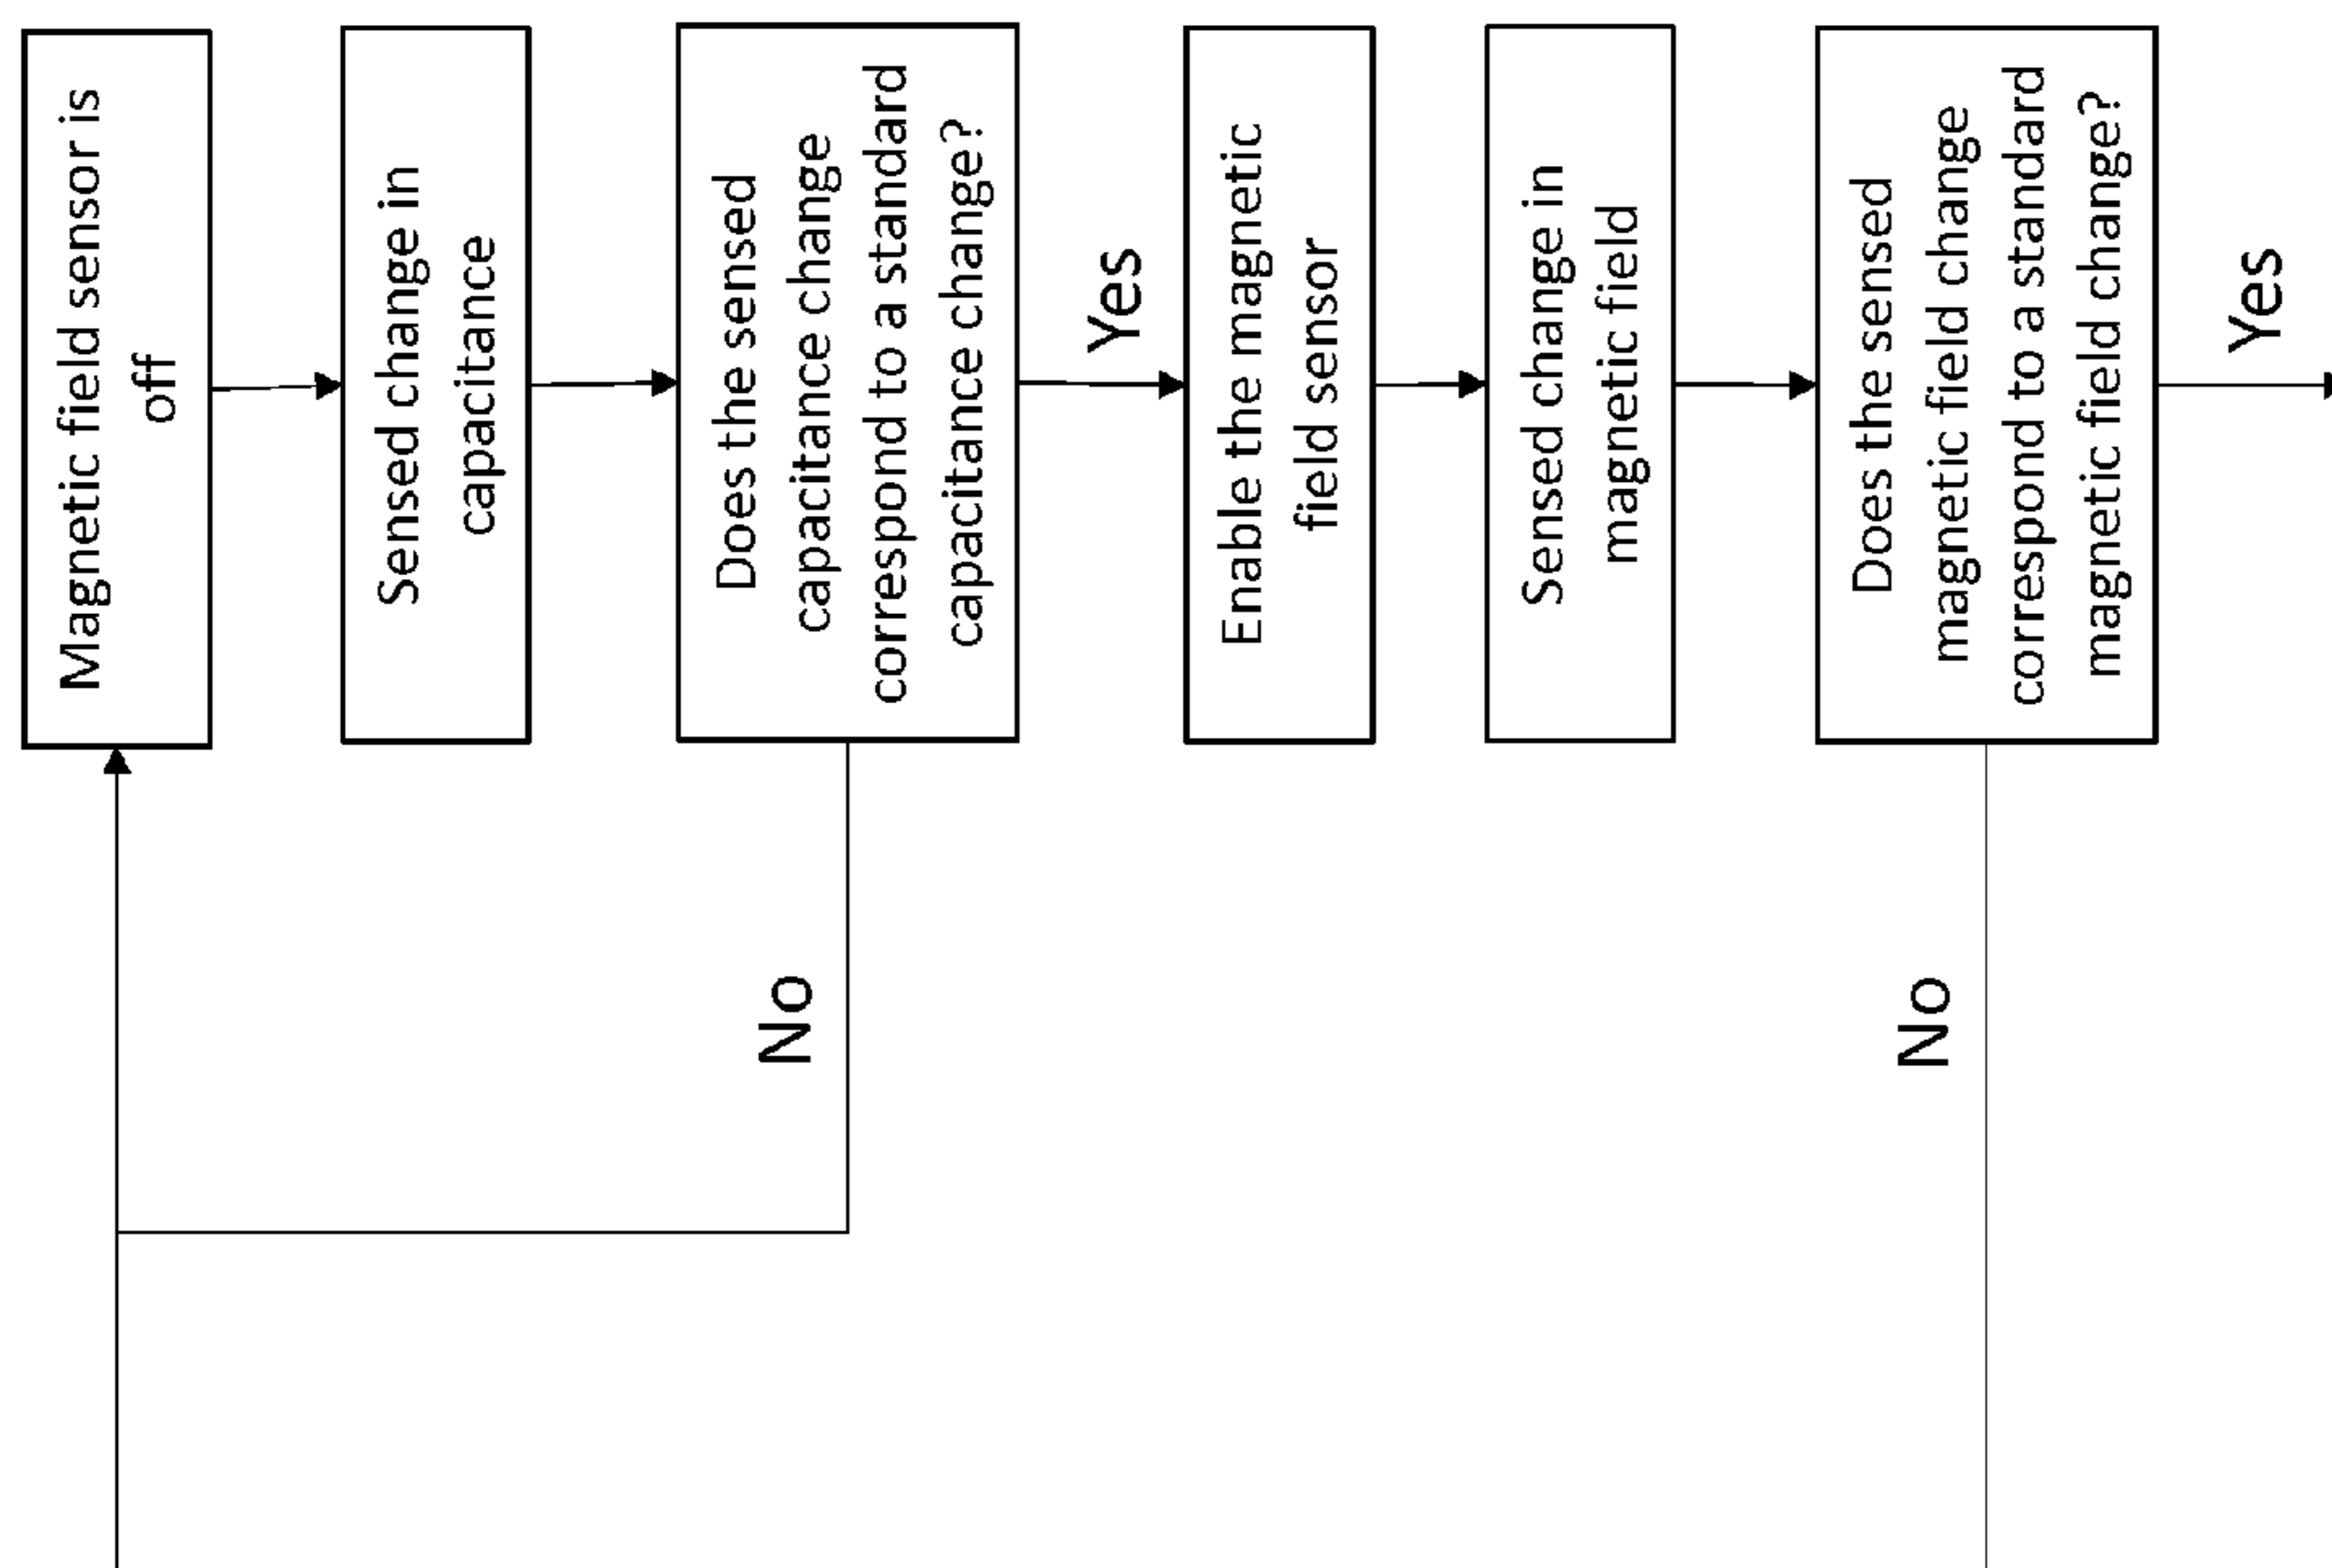 Magnetic field sensor is
off
Sensed change in
capacitance
Does the sensed
capacitance change
correspond to a standard
capacitance change?
No
Yes
Enable the magnetic
field sensor
Sensed change in
magnetic field
Does the sensed
magnetic field change
correspond to a standard
magnetic field change?
No
Yes